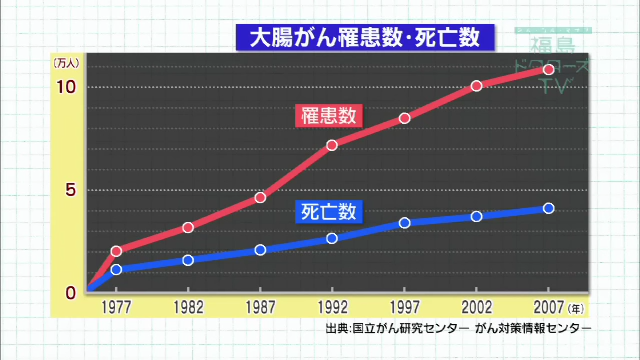 大腸がん罹患数・死亡数
福島
ドクターズ
TV
(万人)
10
罹患数
5
死亡数
0
1977 1982 1987 1992 1997 2002 2007 (年)
出典:国立がん研究センター がん対策情報センター